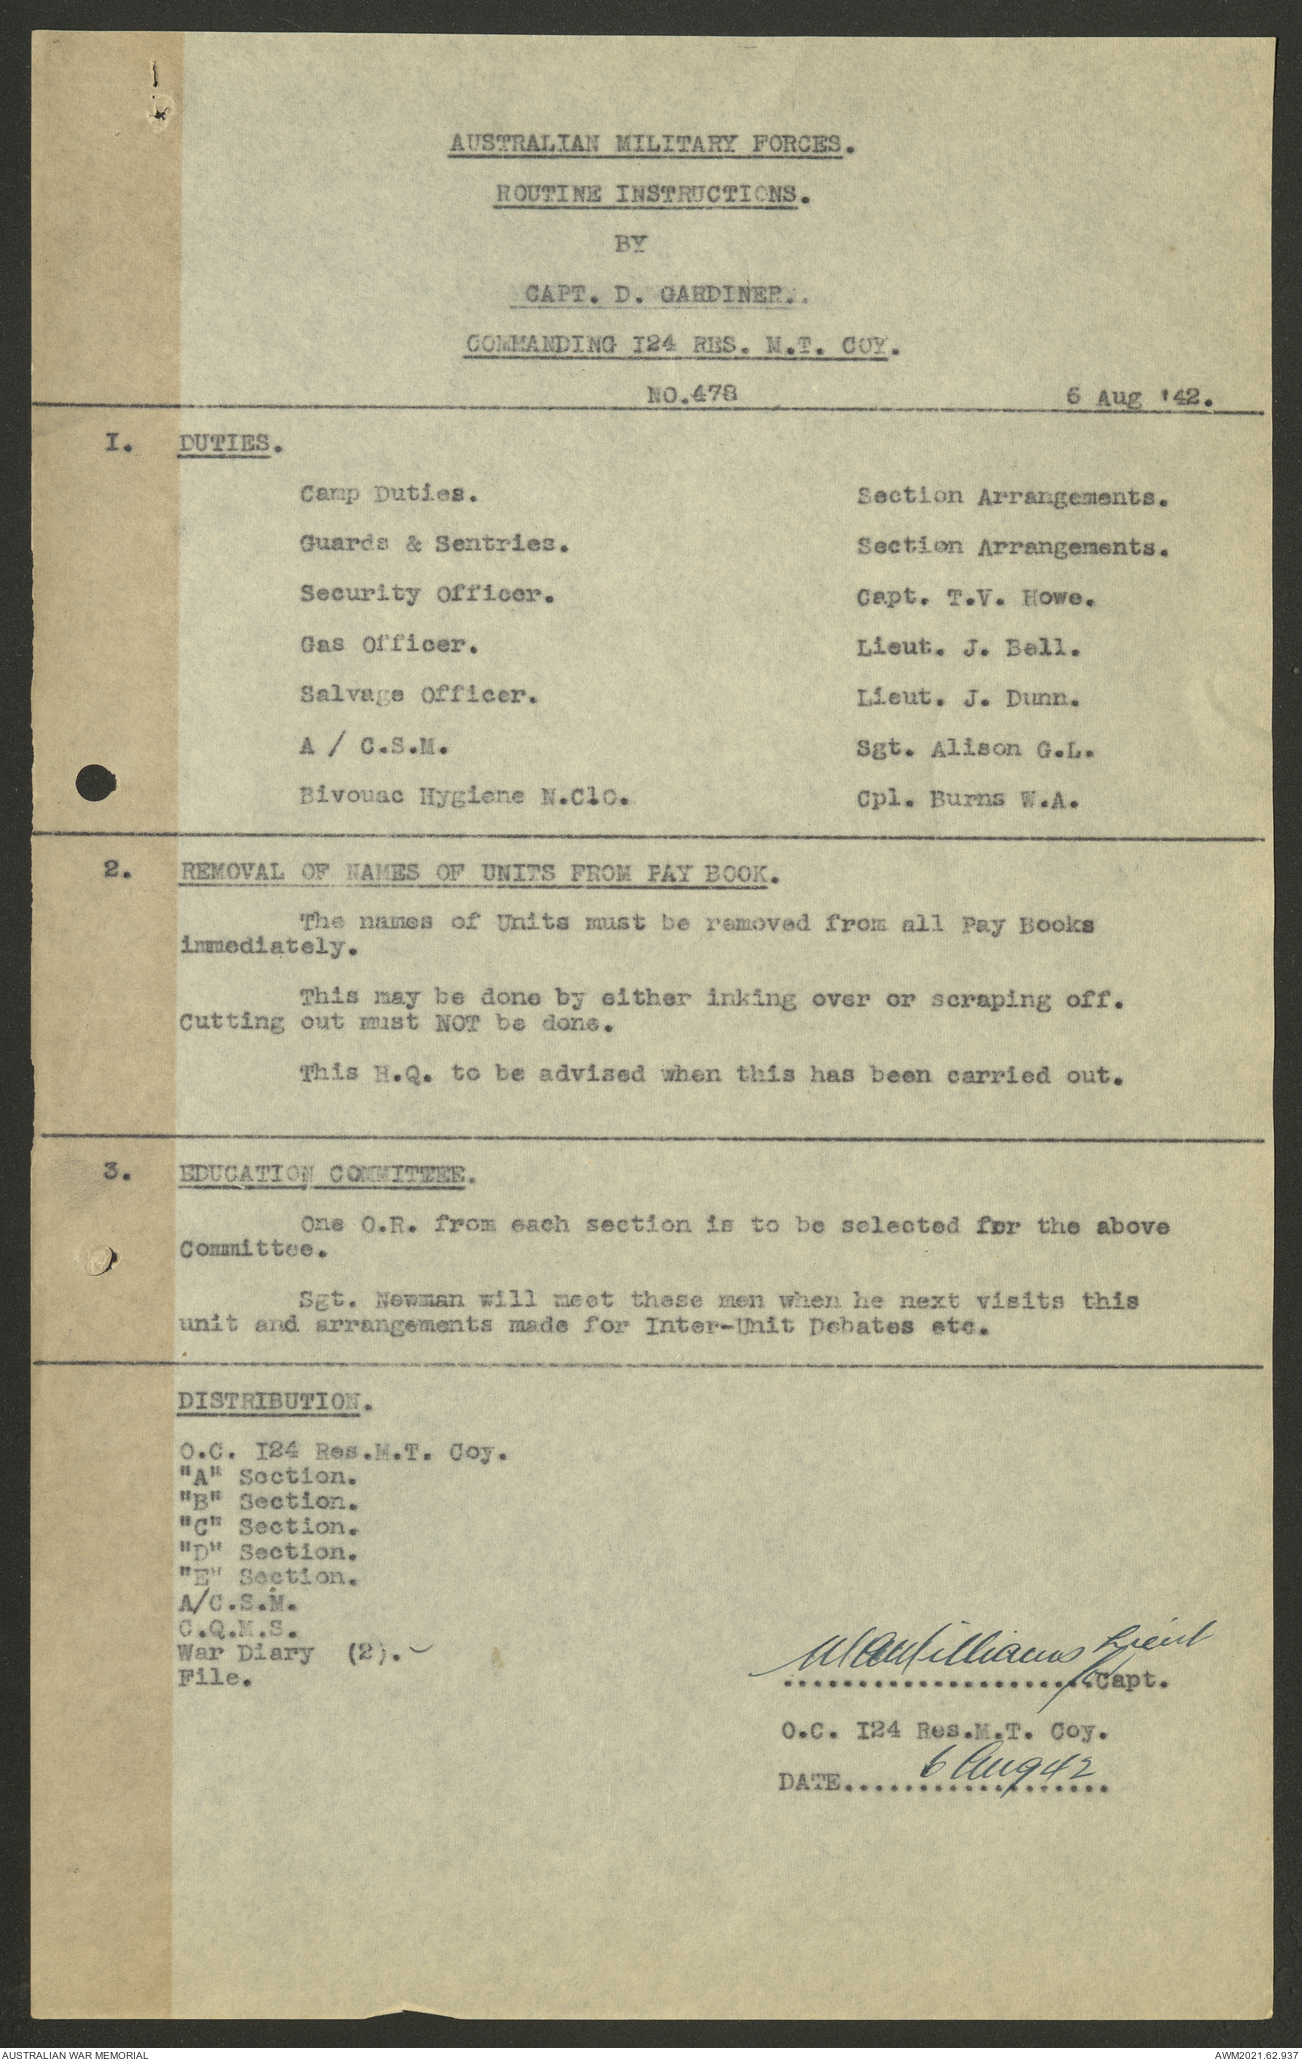 AUSTRALIAN MILITARY FORCES.
ROUTINE INSTRUCTIONS.
BY
CAPT. D. GARDINER..
COMMANDING I24 RES. M.T. COY.
NO.478 6 Aug '42.
I. DUTIES.
Camp Duties. Section Arrangements.
Guards & Sentries. Section Arrangements.
Security Officer. Capt. T.V. Howe.
Gas Officer. Lieut. J. Bell.
Salvage Officer. Lieut. J. Dunn.
A / C.S.M. Sgt. Alison G.L.
Bivouac Hygiene N.ClO. Cpl. Burns W.A.
2. REMOVAL OF NAMES OF UNITS FROM PAY BOOK.
The names of Units must be removed from all Pay Books
immediately.
This may be done by either inking over or scraping off.
Cutting out must NOT be done.
This H.Q. to be advised when this has been carried out.
3. EDUCATION COMMITEEE.
One O.R. from each section is to be selected for the above
Committee.
Sgt. Newman will meet these men when he next visits this
unit and arrangements made for Inter-Unit Debates etc.
DISTRIBUTION.
O.C. I24 Res.M.T. Coy.
"A" Section.
"B" Section.
"C" Section.
"D" Section.
"E" Section.
A/C.S.M.
C.Q.M.S.
War Diary (2).
File.
Williams Lieut
....................Capt.
O.C. I24 Res.M.T. Coy.
6 Aug 42
DATE..................
AUSTRALIAN WAR MEMORIAL AWM2021.62.937